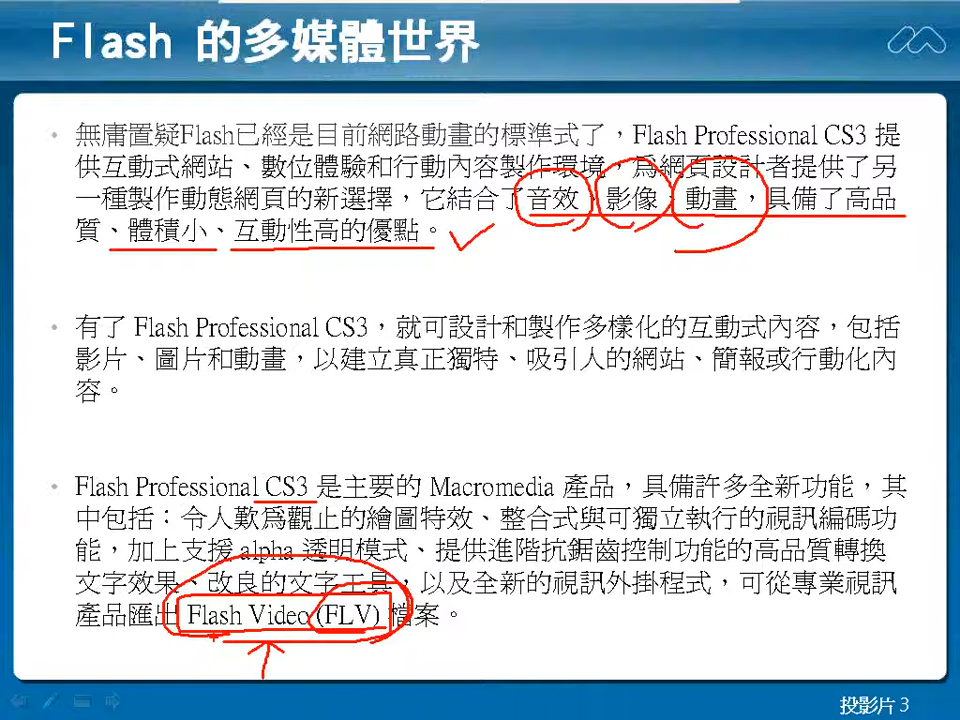 Flash 的多媒體世界
• 無庸置疑Flash已經是目前網路動畫的標準式了，Flash Professional CS3 提
供互動式網站、數位體驗和行動內容製作環境，為網頁設計者提供了另
一種製作動態網頁的新選擇，它結合了音效、影像、動畫，具備了高品
質、體積小、互動性高的優點。
• 有了 Flash Professional CS3，就可設計和製作多樣化的互動式內容，包括
影片、圖片和動畫，以建立真正獨特、吸引人的網站、簡報或行動化內
容。
• Flash Professional CS3 是主要的 Macromedia 產品，具備許多全新功能，其
中包括：令人歎為觀止的繪圖特效、整合式與可獨立執行的視訊編碼功
能，加上支援 alpha 透明模式、提供進階抗鋸齒控制功能的高品質轉換
文字效果、改良的文字工具，以及全新的視訊外掛程式，可從專業視訊
產品匯出 Flash Video (FLV) 檔案。
投影片 3